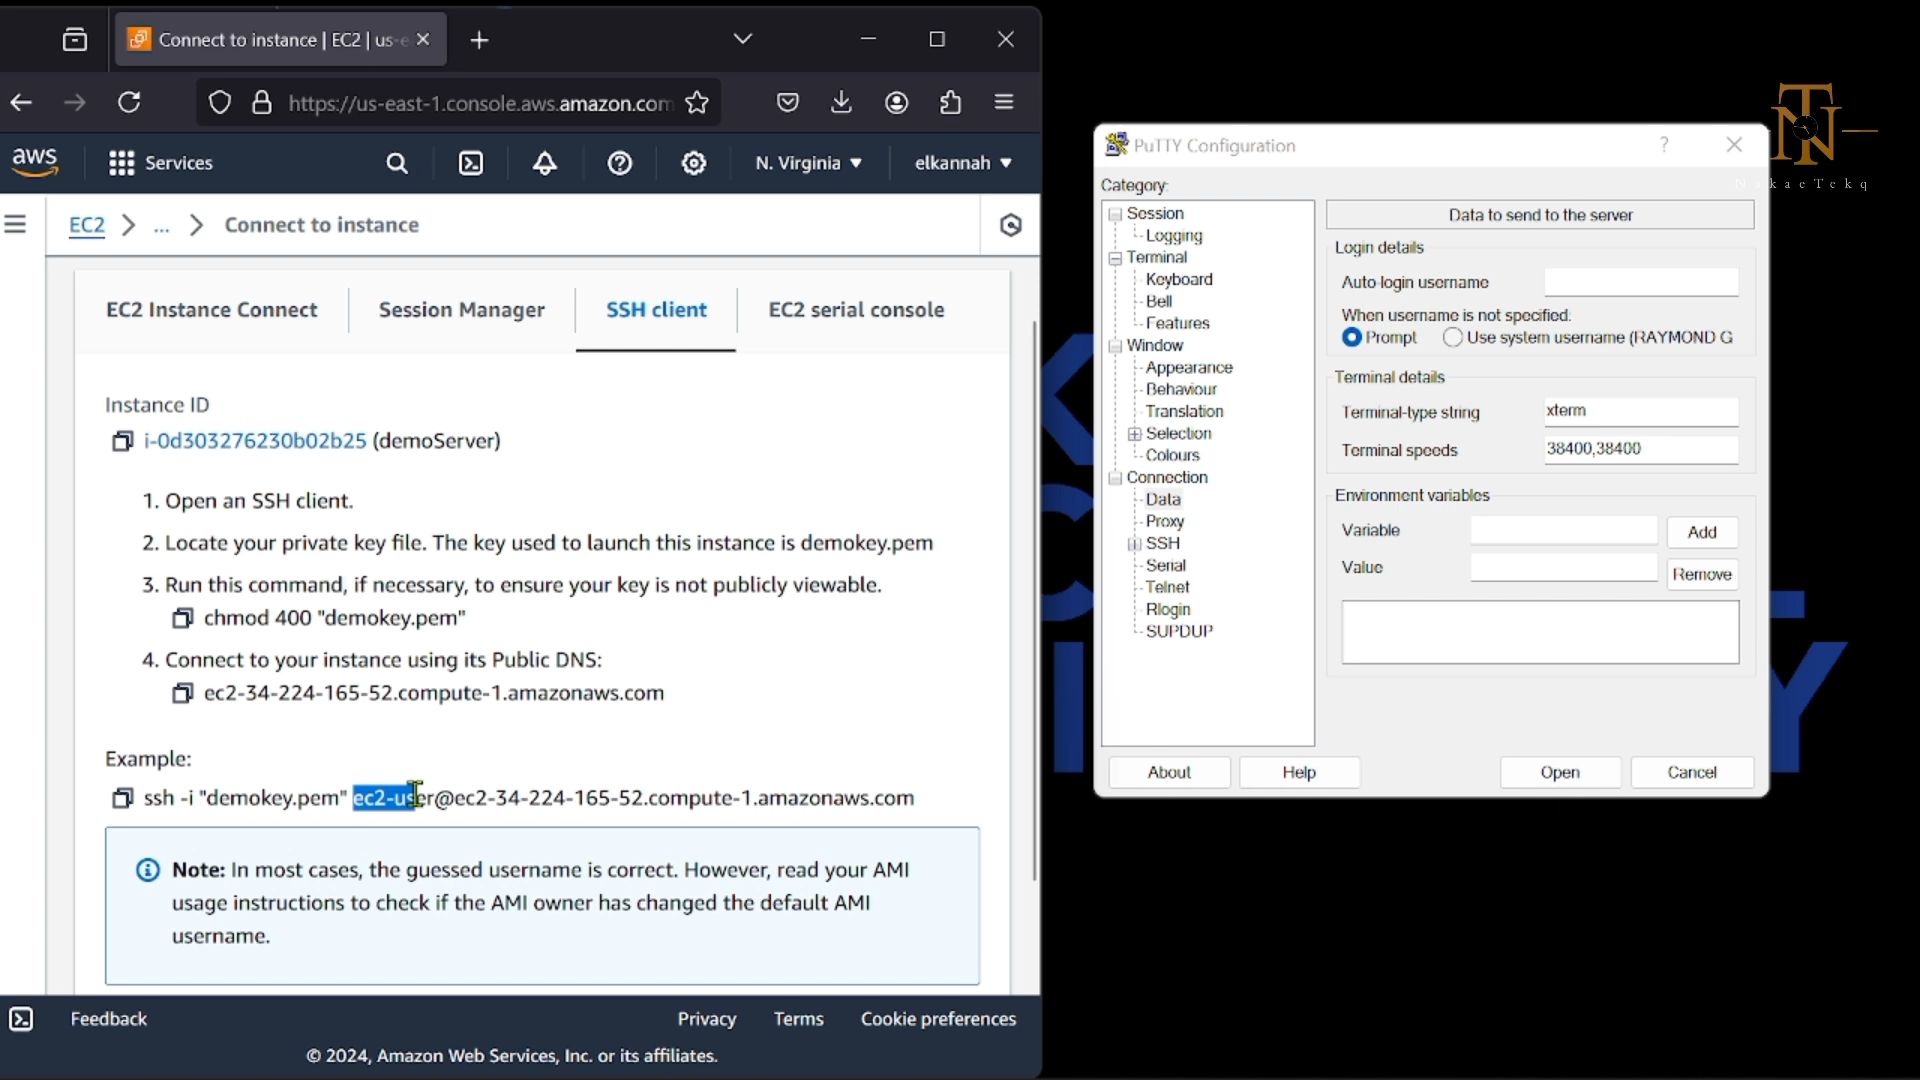 Connect to instance | EC2 | us-e
https://us-east-1.console.aws.amazon.com
aws
Services
N. Virginia
elkannah
EC2
...
Connect to instance
EC2 Instance Connect
Session Manager
SSH client
EC2 serial console
Instance ID
i-0d303276230b02b25 (demoServer)
1. Open an SSH client.
2. Locate your private key file. The key used to launch this instance is demokey.pem
3. Run this command, if necessary, to ensure your key is not publicly viewable.
chmod 400 "demokey.pem"
4. Connect to your instance using its Public DNS:
ec2-34-224-165-52.compute-1.amazonaws.com
Example:
ssh -i "demokey.pem" ec2-user@ec2-34-224-165-52.compute-1.amazonaws.com
Note: In most cases, the guessed username is correct. However, read your AMI
usage instructions to check if the AMI owner has changed the default AMI
username.
Feedback
Privacy
Terms
Cookie preferences
© 2024, Amazon Web Services, Inc. or its affiliates.
PuTTY Configuration
?
Category:
Session
Logging
Terminal
Keyboard
Bell
Features
Window
Appearance
Behaviour
Translation
Selection
Colours
Connection
Data
Proxy
SSH
Serial
Telnet
Rlogin
SUPDUP
Data to send to the server
Login details
Auto-login username
When username is not specified:
Prompt
Use system username (RAYMOND G
Terminal details
Terminal-type string
xterm
Terminal speeds
38400,38400
Environment variables
Variable
Add
Value
Remove
About
Help
Open
Cancel